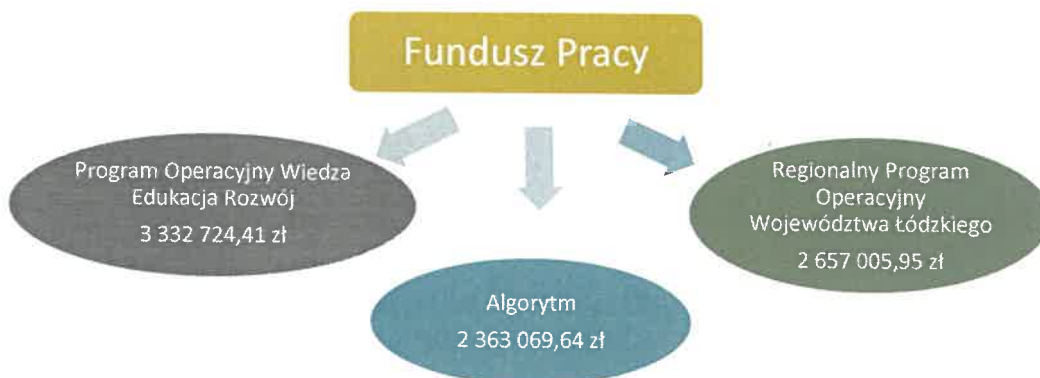 Fundusz Pracy
Program Operacyjny Wiedza
Edukacja Rozwój
3 332 724,41 zł
Algorytm
2 363 069,64 zł
Regionalny Program
Operacyjny
Województwa Łódzkiego
2 657 005,95 zł